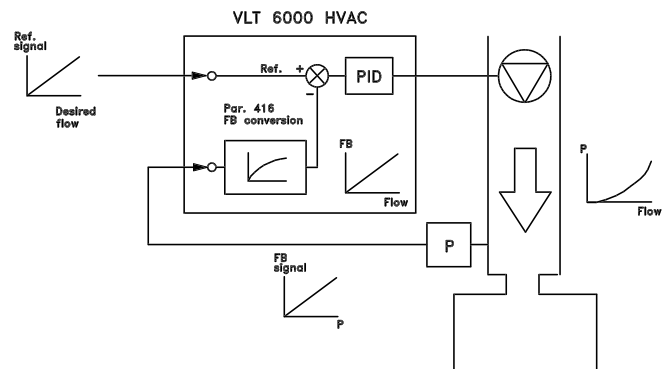 VLT 6000 HVAC
Ref.
signal
Desired
flow
Ref.
+
-
PID
Par. 416
FB conversion
FB
Flow
P
Flow
P
FB
signal
P